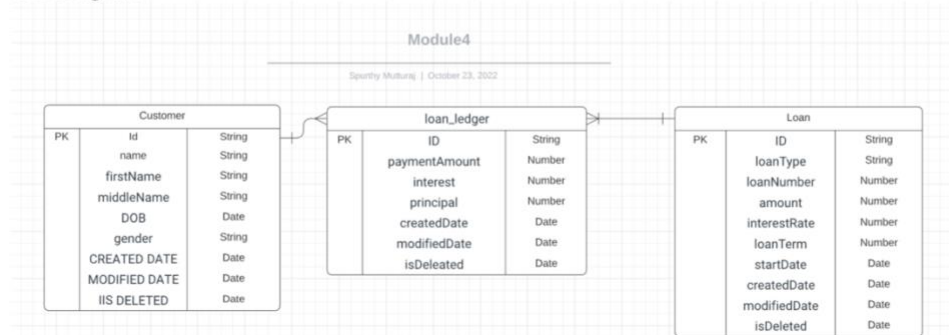 Module4
Spurthy Mutturaj | October 23, 2022
Customer
PK Id String
name String
firstName String
middleName String
DOB Date
gender String
CREATED DATE Date
MODIFIED DATE Date
IIS DELETED Date
loan_ledger
PK ID String
paymentAmount Number
interest Number
principal Number
createdDate Date
modifiedDate Date
isDeleated Date
Loan
PK ID String
loanType String
loanNumber Number
amount Number
interestRate Number
loanTerm Number
startDate Date
createdDate Date
modifiedDate Date
isDeleted Date